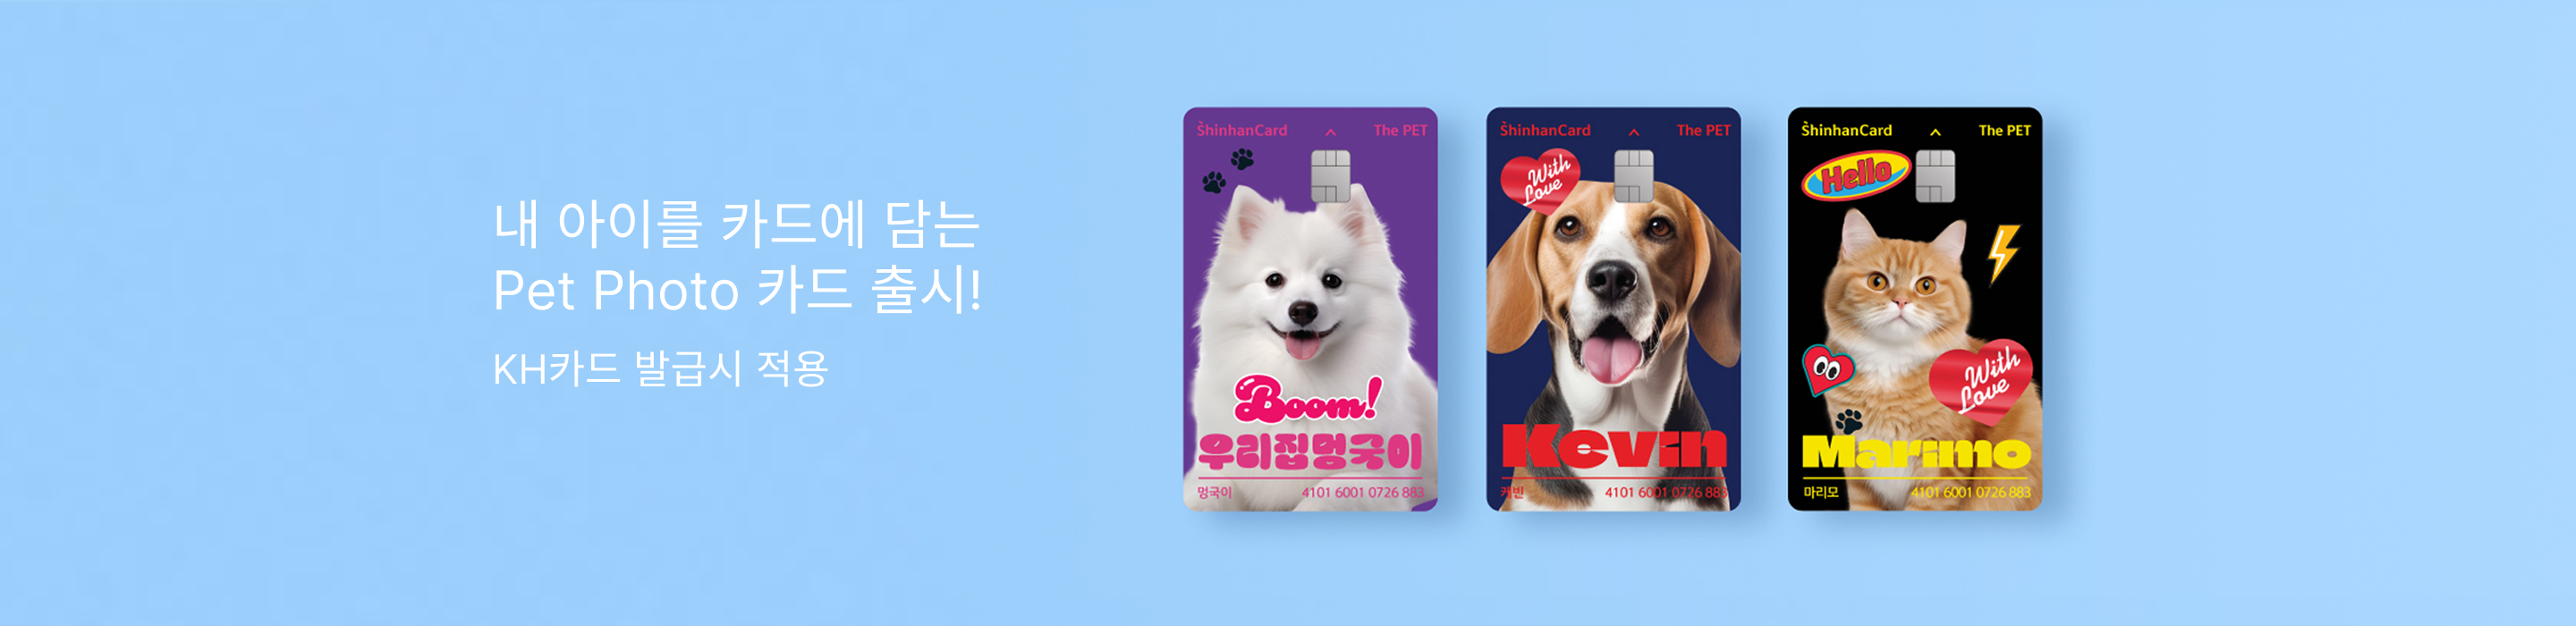 내 아이를 카드에 담는
Pet Photo 카드 출시!
KH카드 발급시 적용
ShinhanCard The PET
Boom!
우리집멍국이
멍국이 4101 6001 0726 883
ShinhanCard The PET
With
Love
Kevin
케빈 4101 6001 0726 883
ShinhanCard The PET
Hello
With
Love
Marimo
마리모 4101 6001 0726 883